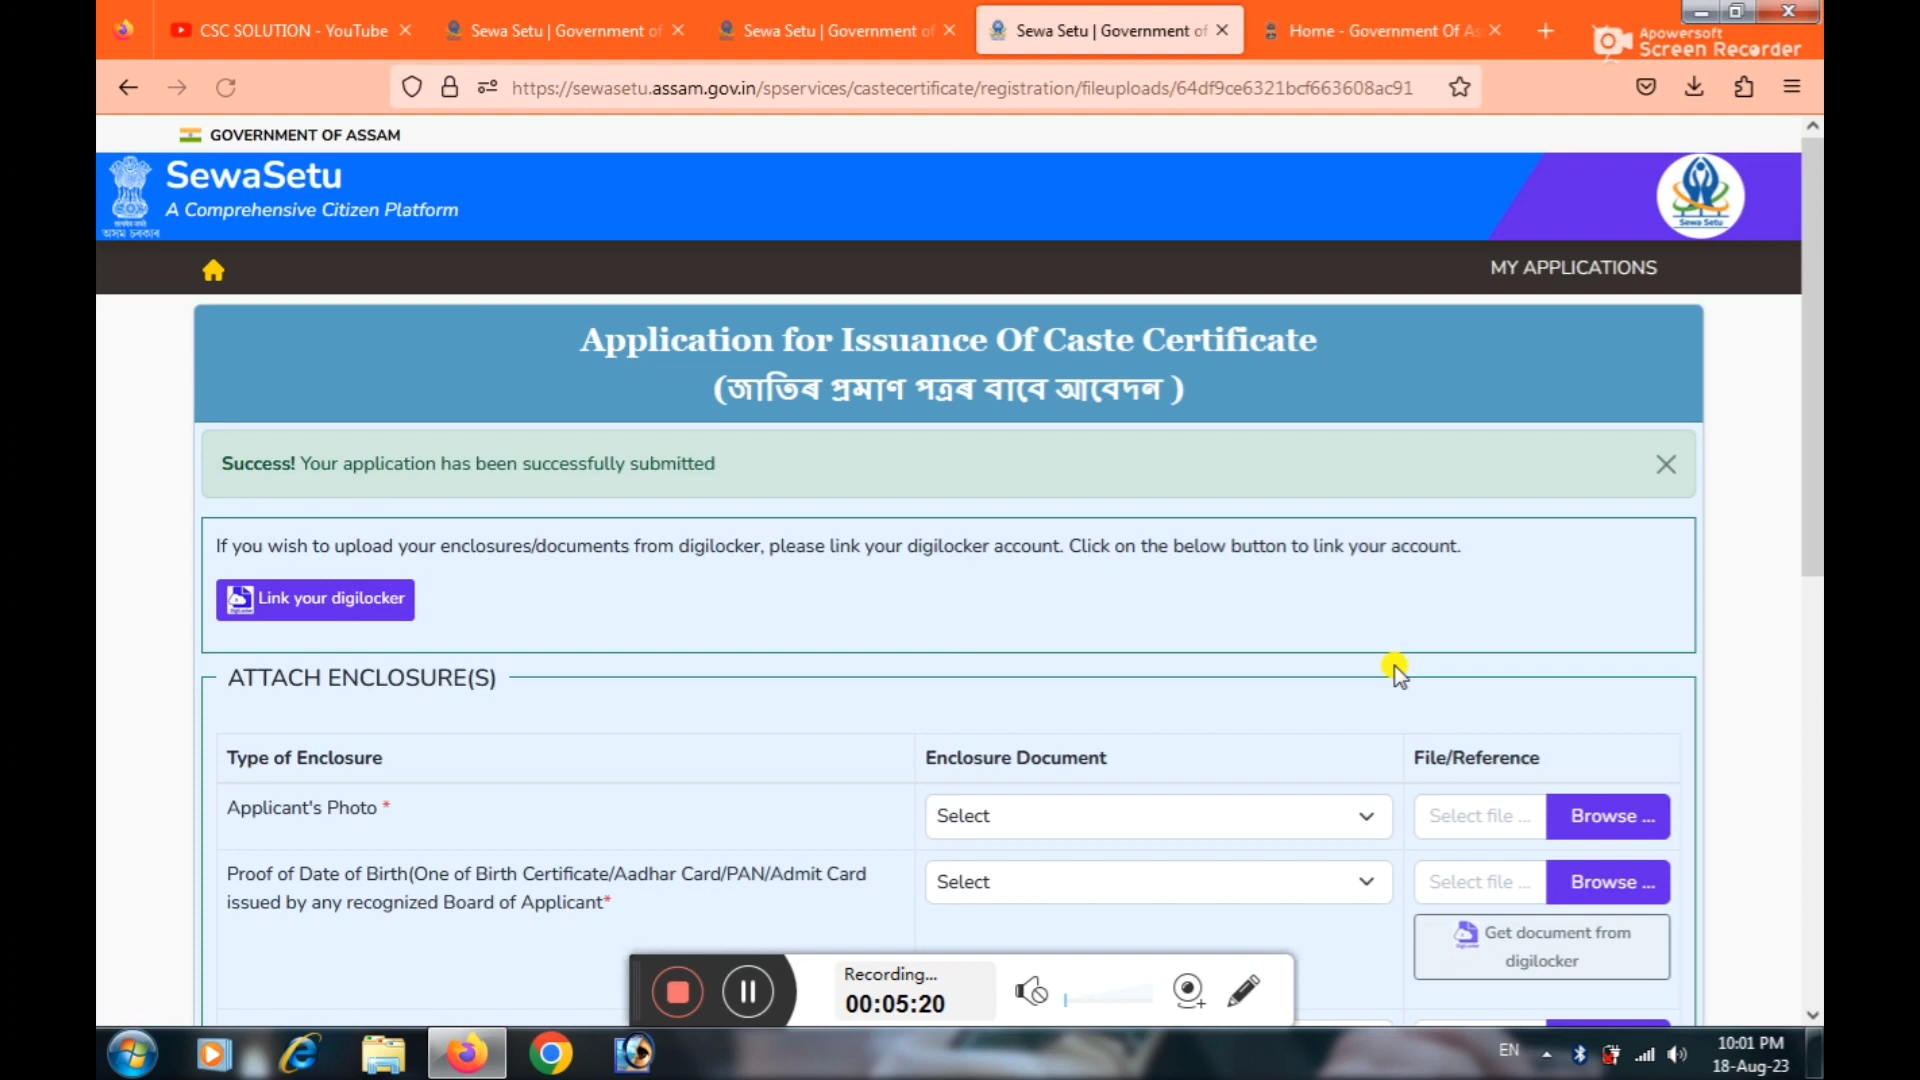 CSC SOLUTION - YouTube
Sewa Setu | Government of
Sewa Setu | Government of
Sewa Setu | Government of
Home - Government Of As
Apowersoft
Screen Recorder
https://sewasetu.assam.gov.in/spservices/castecertificate/registration/fileuploads/64df9ce6321bcf663608ac91
GOVERNMENT OF ASSAM
SewaSetu
A Comprehensive Citizen Platform
অসম চৰকাৰ
Sewa Setu
MY APPLICATIONS
Application for Issuance Of Caste Certificate
(জাতিৰ প্ৰমাণ পত্ৰৰ বাবে আবেদন )
Success! Your application has been successfully submitted
If you wish to upload your enclosures/documents from digilocker, please link your digilocker account. Click on the below button to link your account.
Link your digilocker
ATTACH ENCLOSURE(S)
Type of Enclosure Enclosure Document File/Reference
Applicant's Photo * Select Select file ... Browse ...
Proof of Date of Birth(One of Birth Certificate/Aadhar Card/PAN/Admit Card Select Select file ... Browse ...
issued by any recognized Board of Applicant*
Get document from
digilocker
Recording...
00:05:20
EN
10:01 PM
18-Aug-23